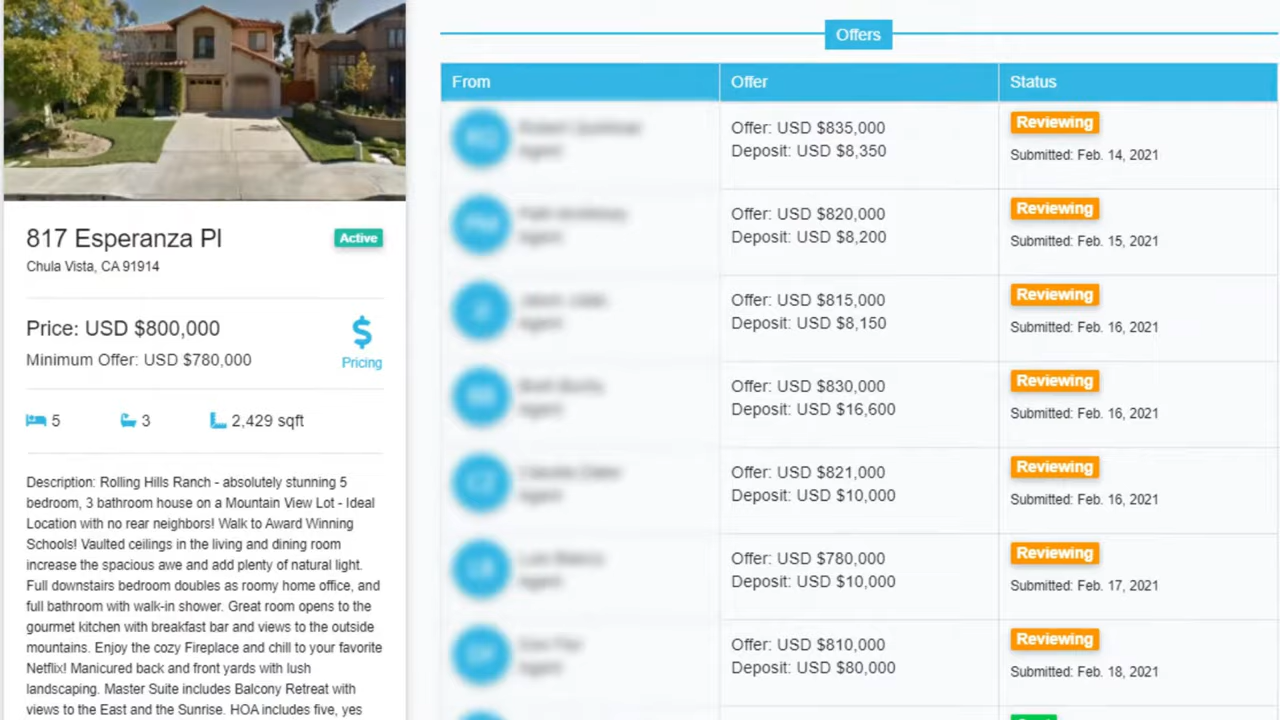 817 Esperanza Pl
Active
Chula Vista, CA 91914
Price: USD $800,000
Minimum Offer: USD $780,000
$
Pricing
5
3
2,429 sqft
Description: Rolling Hills Ranch - absolutely stunning 5
bedroom, 3 bathroom house on a Mountain View Lot - Ideal
Location with no rear neighbors! Walk to Award Winning
Schools! Vaulted ceilings in the living and dining room
increase the spacious awe and add plenty of natural light.
Full downstairs bedroom doubles as roomy home office, and
full bathroom with walk-in shower. Great room opens to the
gourmet kitchen with breakfast bar and views to the outside
mountains. Enjoy the cozy Fireplace and chill to your favorite
Netflix! Manicured back and front yards with lush
landscaping. Master Suite includes Balcony Retreat with
views to the East and the Sunrise. HOA includes five, yes
Offers
From
Offer
Status
Offer: USD $835,000
Deposit: USD $8,350
Reviewing
Submitted: Feb. 14, 2021
Offer: USD $820,000
Deposit: USD $8,200
Reviewing
Submitted: Feb. 15, 2021
Offer: USD $815,000
Deposit: USD $8,150
Reviewing
Submitted: Feb. 16, 2021
Offer: USD $830,000
Deposit: USD $16,600
Reviewing
Submitted: Feb. 16, 2021
Offer: USD $821,000
Deposit: USD $10,000
Reviewing
Submitted: Feb. 16, 2021
Offer: USD $780,000
Deposit: USD $10,000
Reviewing
Submitted: Feb. 17, 2021
Offer: USD $810,000
Deposit: USD $80,000
Reviewing
Submitted: Feb. 18, 2021